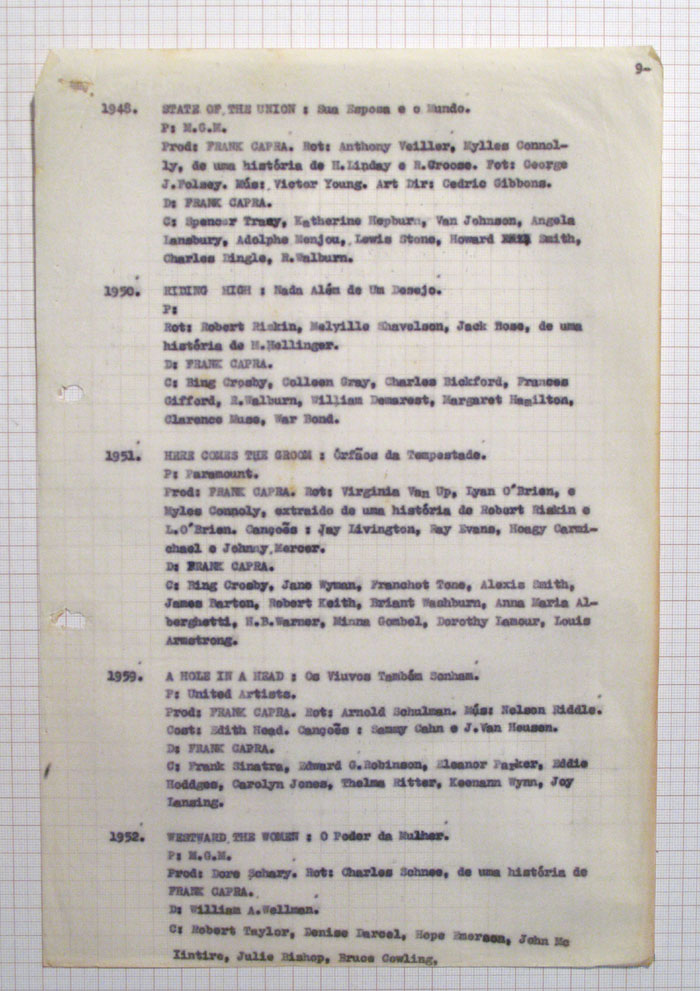 9-
1948. STATE OF THE UNION : Sua Esposa e o Mundo.
P: M.G.M.
Prod: FRANK CAPRA. Rot: Anthony Veiller, Mylles Connol-
ly, de uma história de H.Linday e R.Croose. Fot: George
J.Folsey. Mús: Victor Young. Art Dir: Cedric Gibbons.
D: FRANK CAPRA.
C: Spencer Tracy, Katherine Hepburn, Van Johnson, Angela
Lansbury, Adolphe Menjou, Lewis Stone, Howard Smith,
Charles Dingle, R.Walburn.
1950. RIDING HIGH : Nada Além de Um Desejo.
P:
Rot: Robert Riskin, Melville Shavelson, Jack Rose, de uma
história de M.Hellinger.
D: FRANK CAPRA.
C: Bing Crosby, Colleen Gray, Charles Bickford, Frances
Gifford, R.Walburn, William Demarest, Margaret Hamilton,
Clarence Muse, War Bond.
1951. HERE COMES THE GROOM : Órfãos da Tempestade.
P: Paramount.
Prod: FRANK CAPRA. Rot: Virginia Van Up, Lyan O'Brien, e
Myles Connoly, extraido de uma história de Robert Riskin e
L.O'Brien. Cançoẽs : Jay Livington, Ray Evans, Hoagy Carmi-
chael e Johnny Mercer.
D: FRANK CAPRA.
C: Bing Crosby, Jane Wyman, Franchot Tone, Alexis Smith,
James Barton, Robert Keith, Briant Washburn, Anna Maria Al-
berghetti, H.B.Warner, Minna Gombel, Dorothy Lamour, Louis
Armstrong.
1959. A HOLE IN A HEAD : Os Viuvos Também Sonham.
P: United Artists.
Prod: FRANK CAPRA. Rot: Arnold Schulman. Mús: Nelson Riddle.
Cost: Edith Head. Cançoẽs : Sammy Cahn e J.Van Heusen.
D: FRANK CAPRA.
C: Frank Sinatra, Edward G.Robinson, Eleanor Parker, Eddie
Hoddges, Carolyn Jones, Thelma Ritter, Keenann Wynn, Joy
Lansing.
1952. WESTWARD THE WOMEN : O Poder da Mulher.
P: M.G.M.
Prod: Dore Schary. Rot: Charles Schnee, de uma história de
FRANK CAPRA.
D: William A.Wellman.
C: Robert Taylor, Denise Darcel, Hope Emerson, John Mc
Iintire, Julie Bishop, Bruce Cowling,